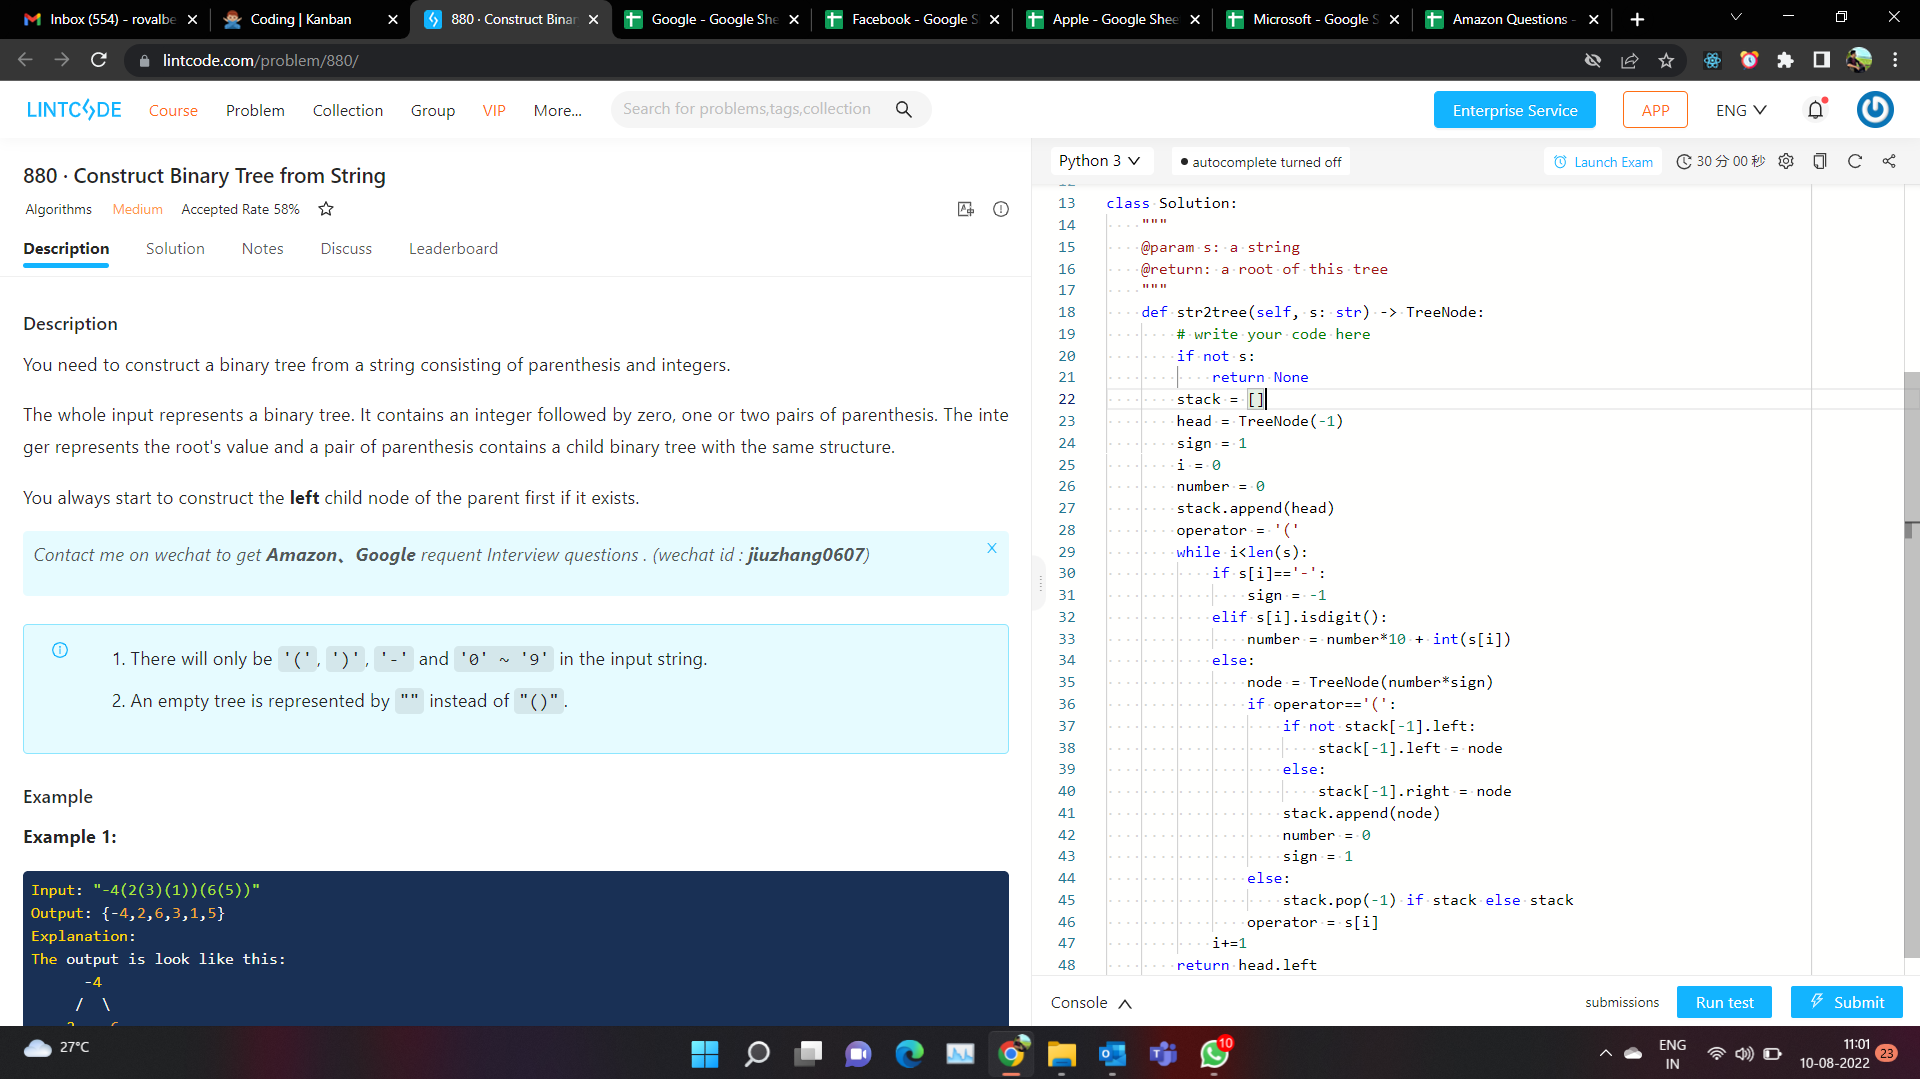 Inbox (554) - rovalbe
Coding | Kanban
880 · Construct Binar
Google - Google She
Facebook - Google S
Apple - Google Shee
Microsoft - Google S
Amazon Questions -
lintcode.com/problem/880/
LINTCODE
Course
Problem
Collection
Group
VIP
More...
Search for problems,tags,collection
Enterprise Service
APP
ENG
880 · Construct Binary Tree from String
Algorithms
Medium
Accepted Rate 58%
Description
Solution
Notes
Discuss
Leaderboard
Description
You need to construct a binary tree from a string consisting of parenthesis and integers.
The whole input represents a binary tree. It contains an integer followed by zero, one or two pairs of parenthesis. The inte
ger represents the root's value and a pair of parenthesis contains a child binary tree with the same structure.
You always start to construct the left child node of the parent first if it exists.
Contact me on wechat to get Amazon、Google requent Interview questions . (wechat id : jiuzhang0607)
1. There will only be '(', ')', '-' and '0' ~ '9' in the input string.
2. An empty tree is represented by "" instead of "()".
Example
Example 1:
Input: "-4(2(3)(1))(6(5))"
Output: {-4,2,6,3,1,5}
Explanation:
The output is look like this:
-4
/ \
2 6
Python 3
autocomplete turned off
Launch Exam
30 分 00 秒
12
13 class Solution:
14 """
15 @param s: a string
16 @return: a root of this tree
17 """
18 def str2tree(self, s: str) -> TreeNode:
19 # write your code here
20 if not s:
21 return None
22 stack = []
23 head = TreeNode(-1)
24 sign = 1
25 i = 0
26 number = 0
27 stack.append(head)
28 operator = '('
29 while i<len(s):
30 if s[i]=='-':
31 sign = -1
32 elif s[i].isdigit():
33 number = number*10 + int(s[i])
34 else:
35 node = TreeNode(number*sign)
36 if operator=='(':
37 if not stack[-1].left:
38 stack[-1].left = node
39 else:
40 stack[-1].right = node
41 stack.append(node)
42 number = 0
43 sign = 1
44 else:
45 stack.pop(-1) if stack else stack
46 operator = s[i]
47 i+=1
48 return head.left
Console
submissions
Run test
Submit
27°C
10
ENG
IN
11:01
10-08-2022
23